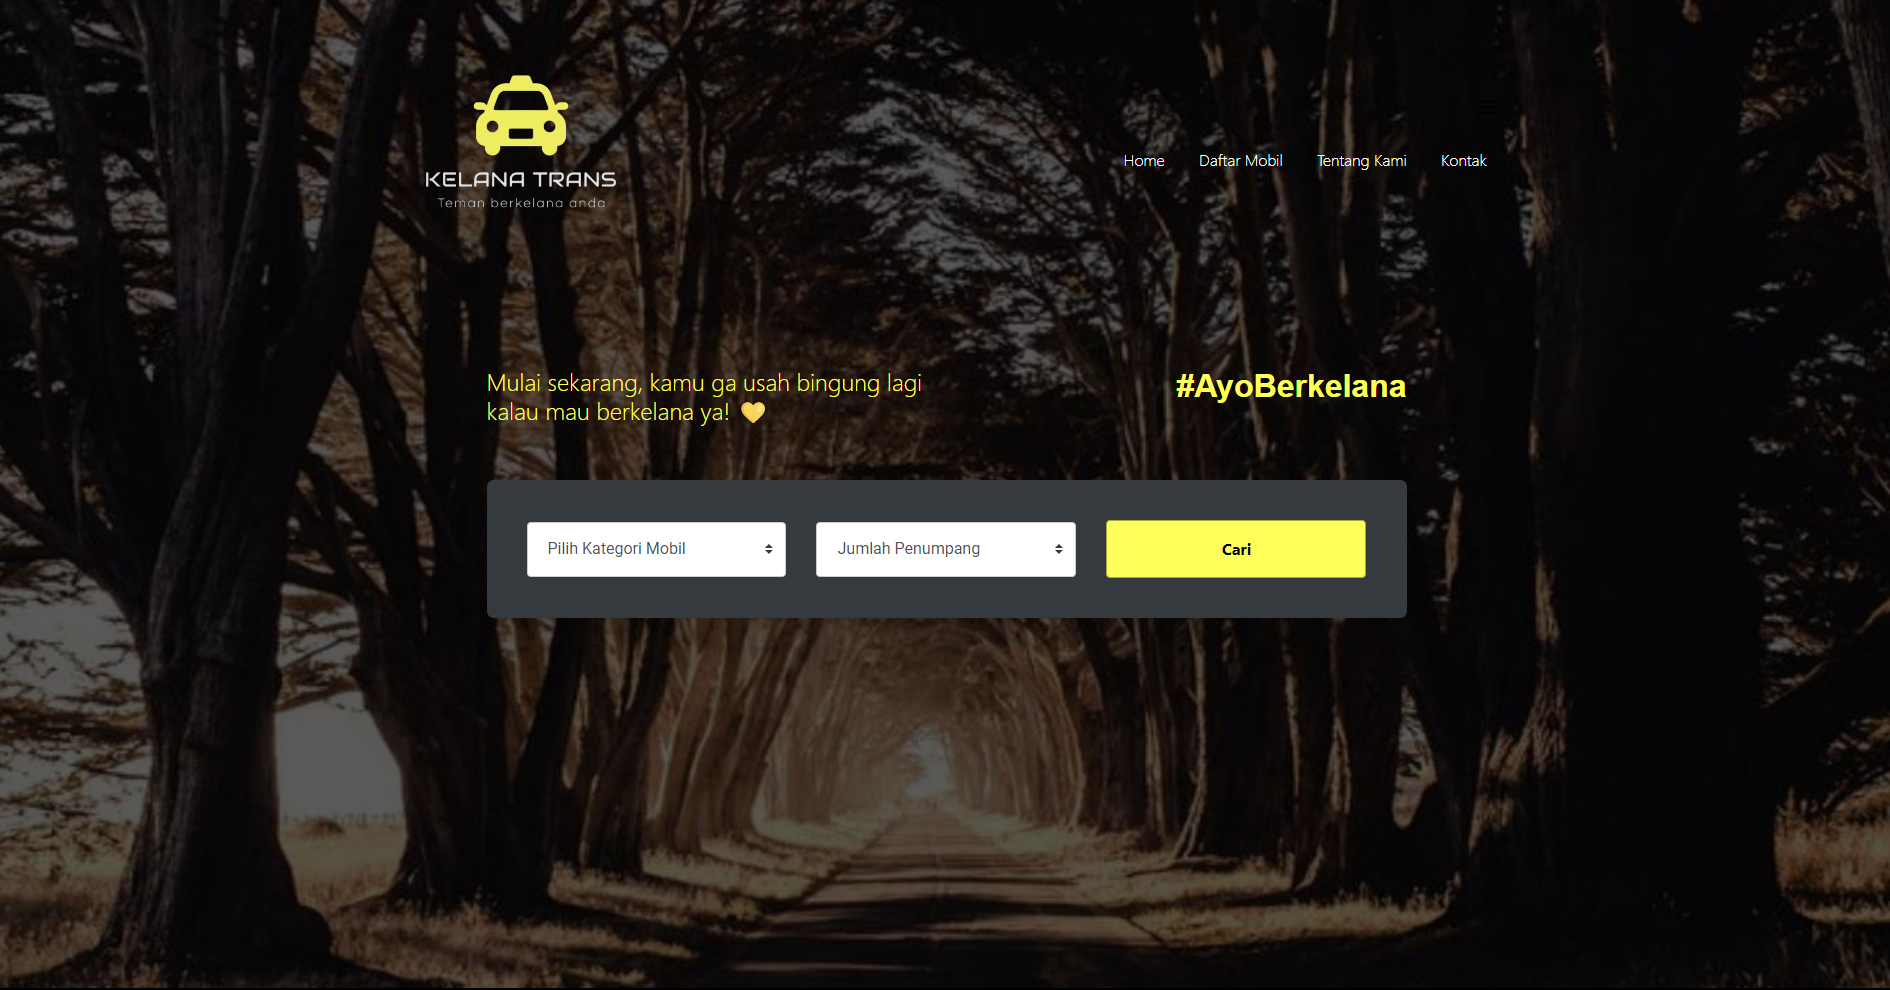 KELANA TRANS
Teman berkelana anda
Home Daftar Mobil Tentang Kami Kontak
Mulai sekarang, kamu ga usah bingung lagi
kalau mau berkelana ya! 💛
#AyoBerkelana
Pilih Kategori Mobil
Jumlah Penumpang
Cari